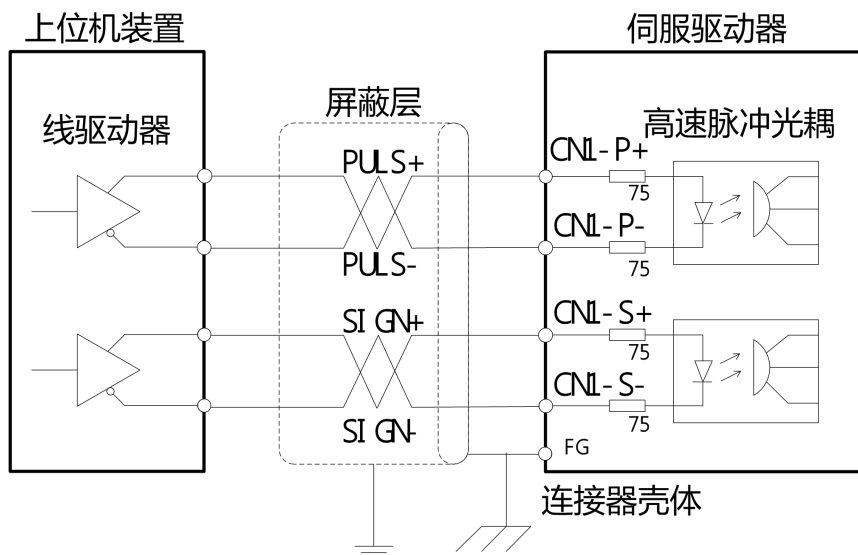 上位机装置
伺服驱动器
屏蔽层
线驱动器
高速脉冲光耦
PULS+
CN1-P+
75
CN1-P-
PULS-
75
SIGN+
CN1-S+
75
CN1-S-
SIGN-
75
FG
连接器壳体